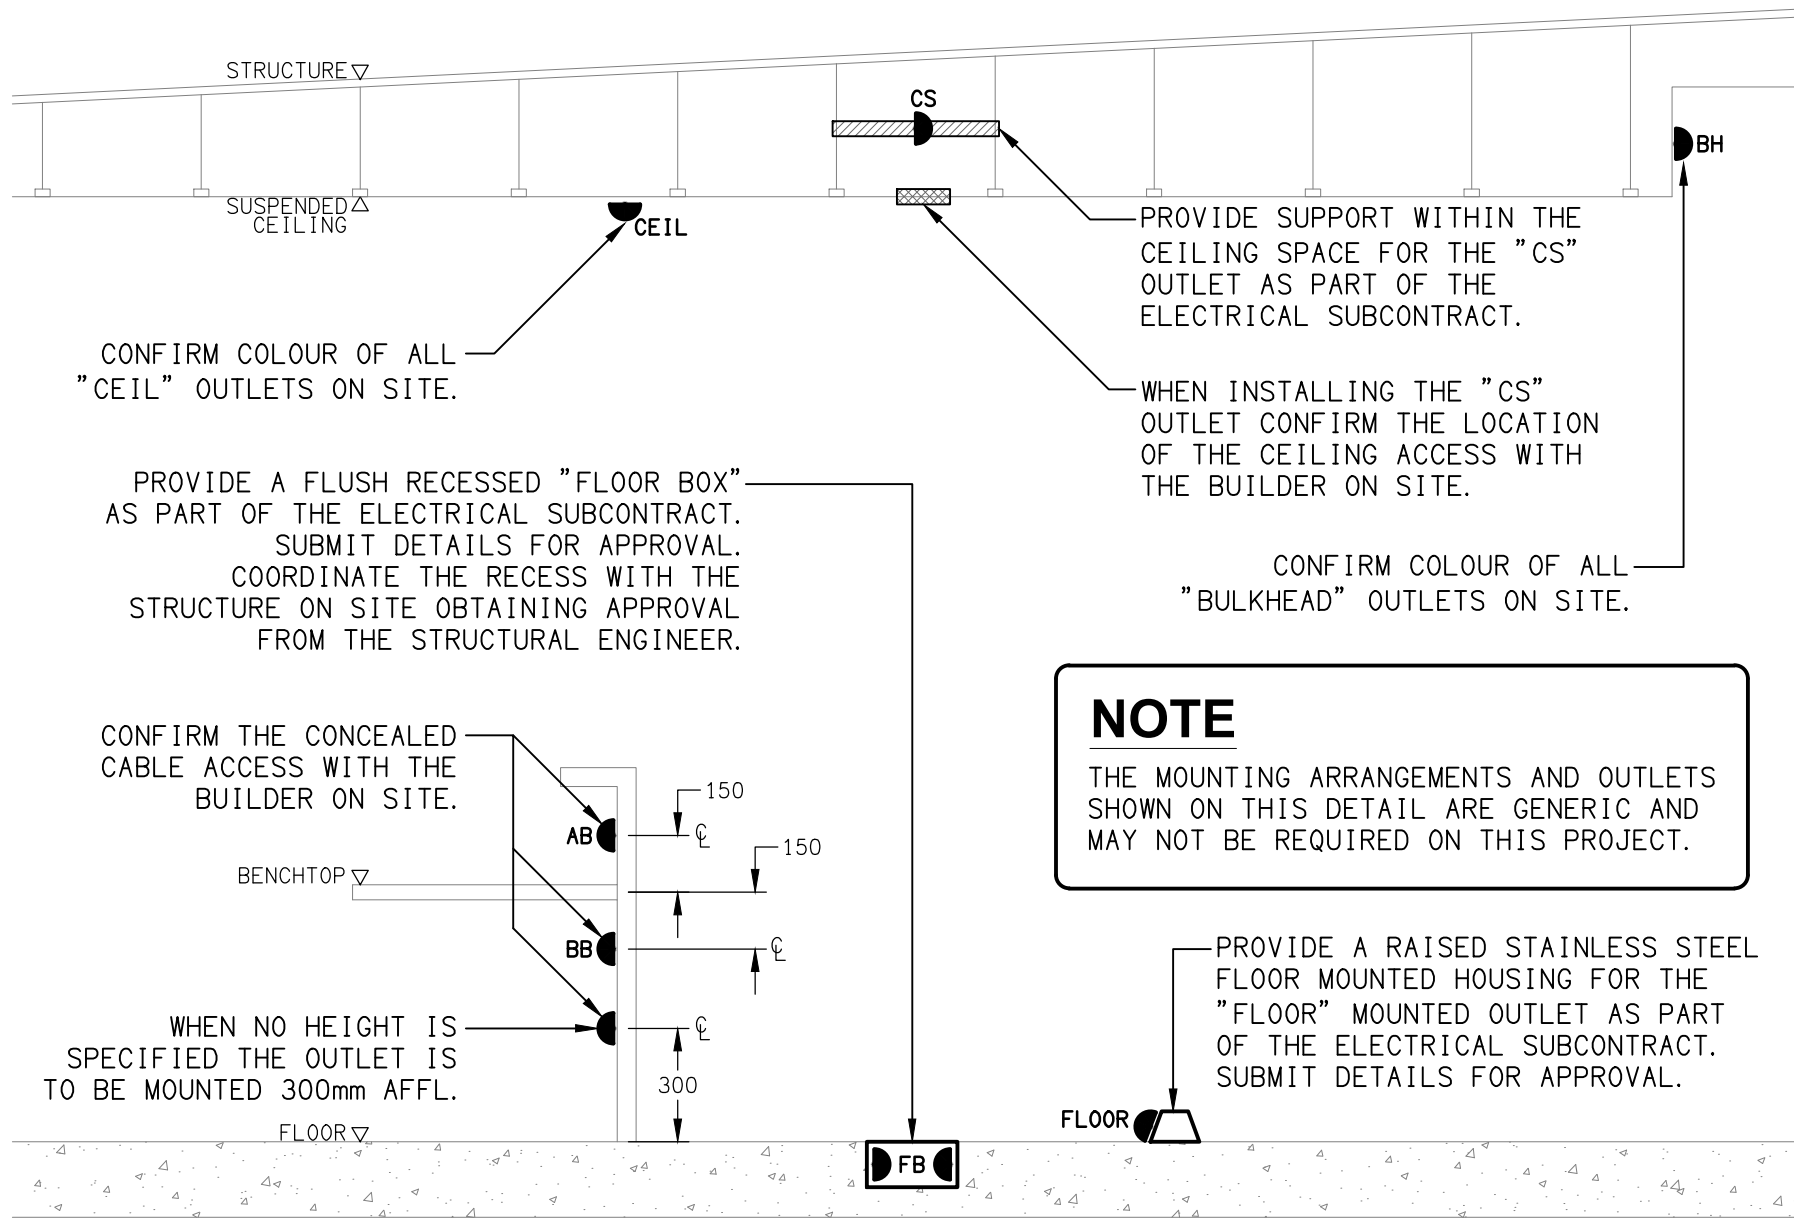 STRUCTURE
CS
BH
SUSPENDED
CEILING
CEIL
PROVIDE SUPPORT WITHIN THE
CEILING SPACE FOR THE "CS"
OUTLET AS PART OF THE
ELECTRICAL SUBCONTRACT.
CONFIRM COLOUR OF ALL
"CEIL" OUTLETS ON SITE.
WHEN INSTALLING THE "CS"
OUTLET CONFIRM THE LOCATION
OF THE CEILING ACCESS WITH
THE BUILDER ON SITE.
PROVIDE A FLUSH RECESSED "FLOOR BOX"
AS PART OF THE ELECTRICAL SUBCONTRACT.
SUBMIT DETAILS FOR APPROVAL.
COORDINATE THE RECESS WITH THE
STRUCTURE ON SITE OBTAINING APPROVAL
FROM THE STRUCTURAL ENGINEER.
CONFIRM COLOUR OF ALL
"BULKHEAD" OUTLETS ON SITE.
NOTE
THE MOUNTING ARRANGEMENTS AND OUTLETS
SHOWN ON THIS DETAIL ARE GENERIC AND
MAY NOT BE REQUIRED ON THIS PROJECT.
CONFIRM THE CONCEALED
CABLE ACCESS WITH THE
BUILDER ON SITE.
150
AB
℄
150
BENCHTOP
BB
℄
WHEN NO HEIGHT IS
SPECIFIED THE OUTLET IS
TO BE MOUNTED 300mm AFFL.
℄
300
PROVIDE A RAISED STAINLESS STEEL
FLOOR MOUNTED HOUSING FOR THE
"FLOOR" MOUNTED OUTLET AS PART
OF THE ELECTRICAL SUBCONTRACT.
SUBMIT DETAILS FOR APPROVAL.
FLOOR
FLOOR
FB